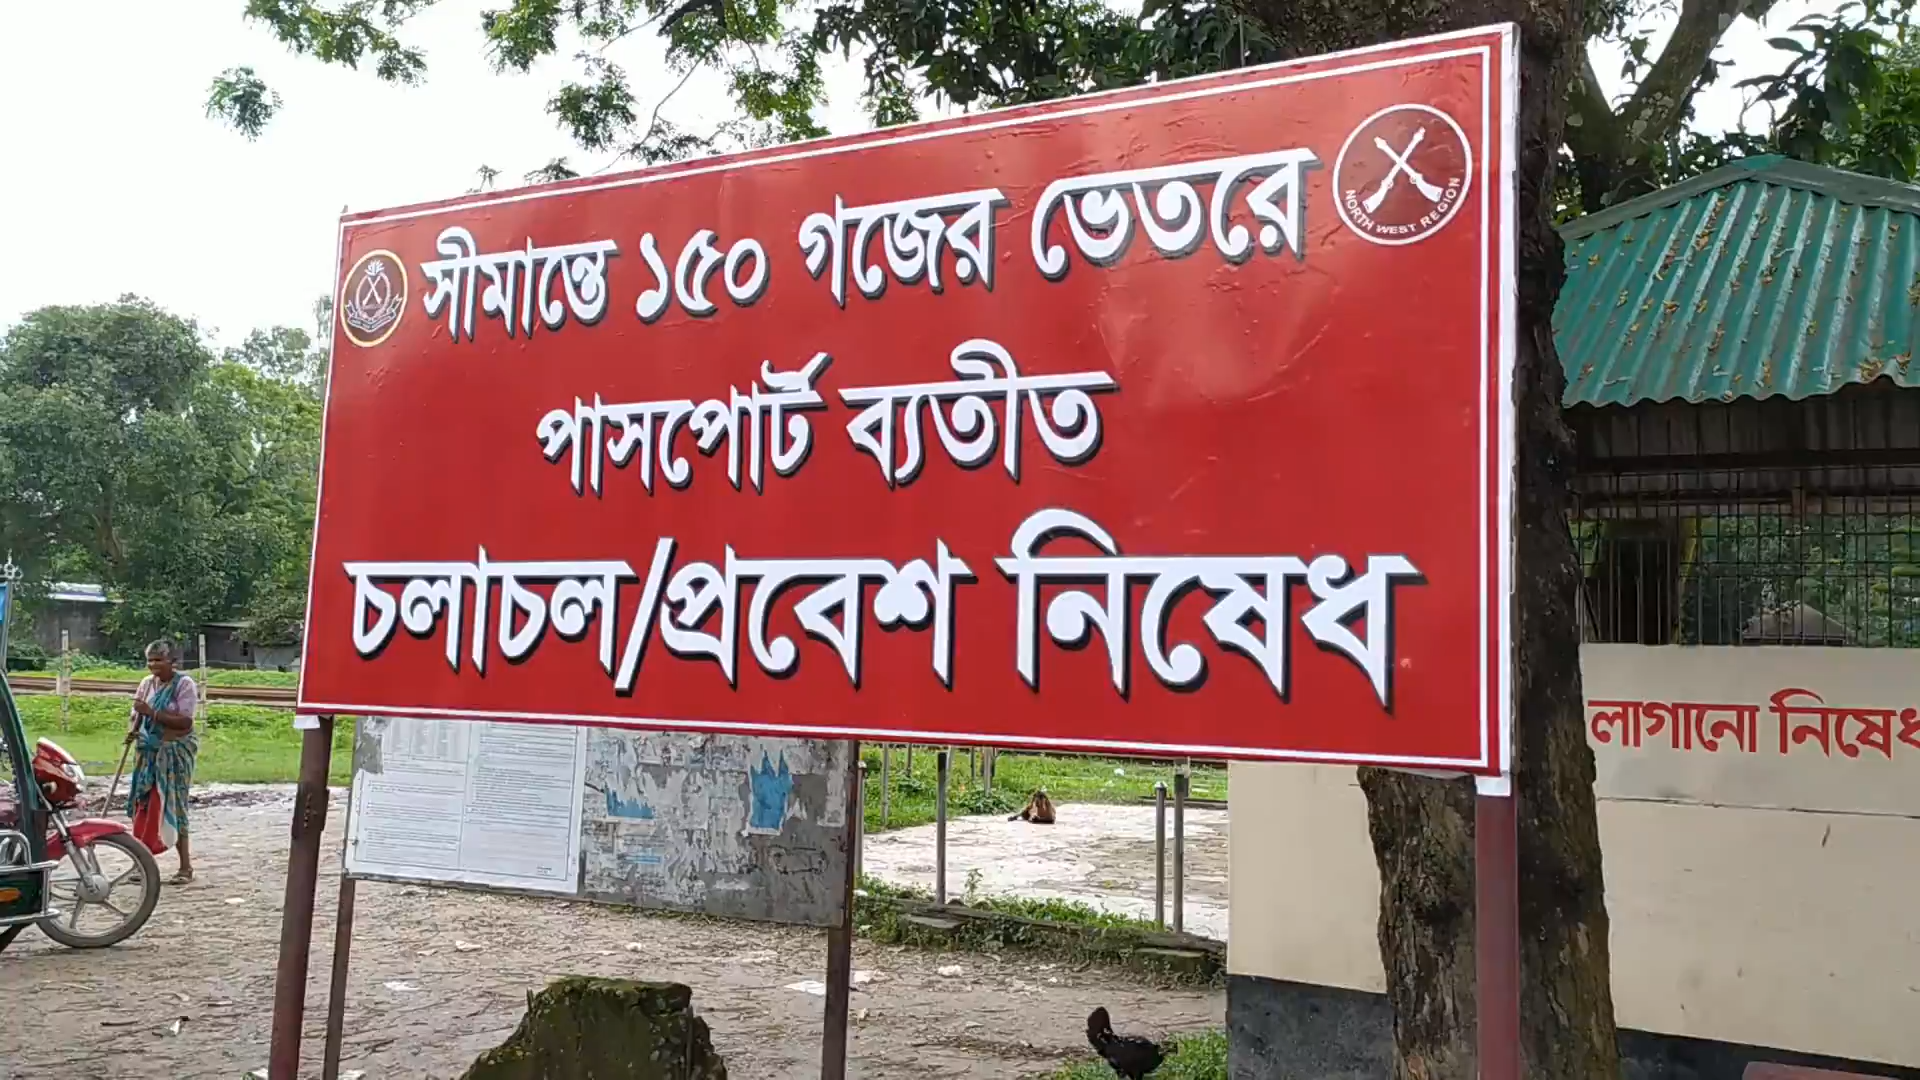 সীমান্তে ১৫০ গজের ভেতরে
NORTH WEST REGION
পাসপোর্ট ব্যতীত
চলাচল/প্রবেশ নিষেধ
লাগানো নিষেধ